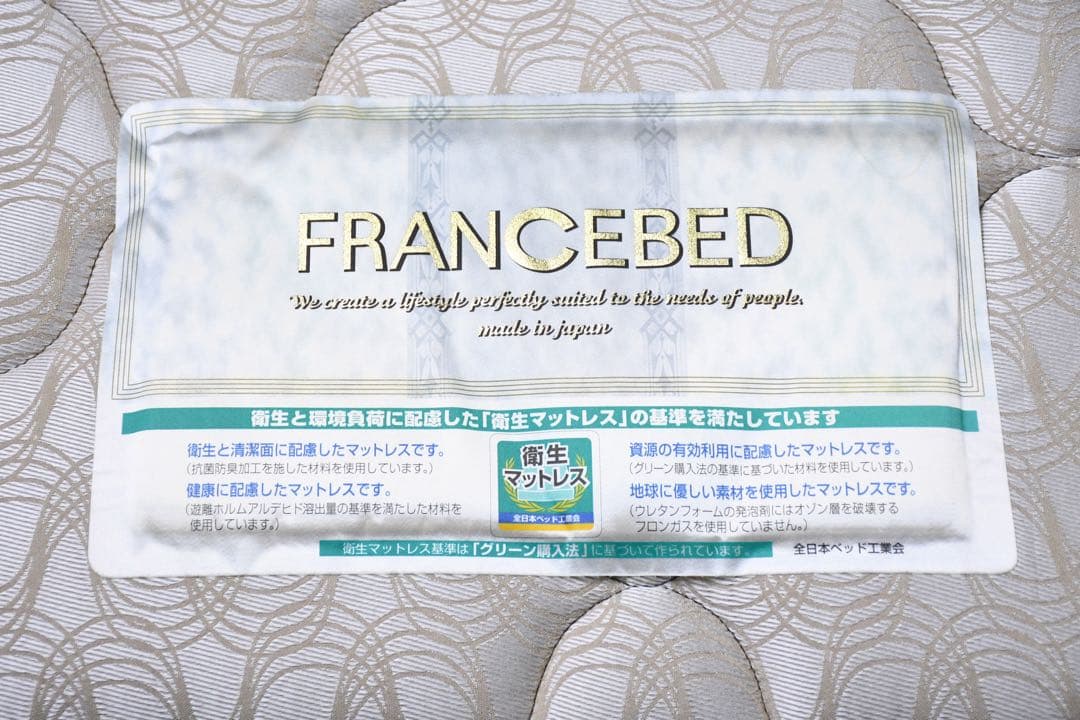 FRANCEBED
We create a lifestyle perfectly suited to the needs of people.
made in japan
衛生と環境負荷に配慮した「衛生マットレス」の基準を満たしています
衛生と清潔面に配慮したマットレスです。
(抗菌防臭加工を施した材料を使用しています。)
健康に配慮したマットレスです。
(遊離ホルムアルデヒド溶出量の基準を満たした材料を
使用しています。)
衛生
マットレス
全日本ベッド工業会
資源の有効利用に配慮したマットレスです。
(グリーン購入法の基準に基づいた材料を使用しています。)
地球に優しい素材を使用したマットレスです。
(ウレタンフォームの発泡剤にはオゾン層を破壊する
フロンガスを使用していません。)
衛生マットレス基準は「グリーン購入法」に基づいて作られています。
全日本ベッド工業会